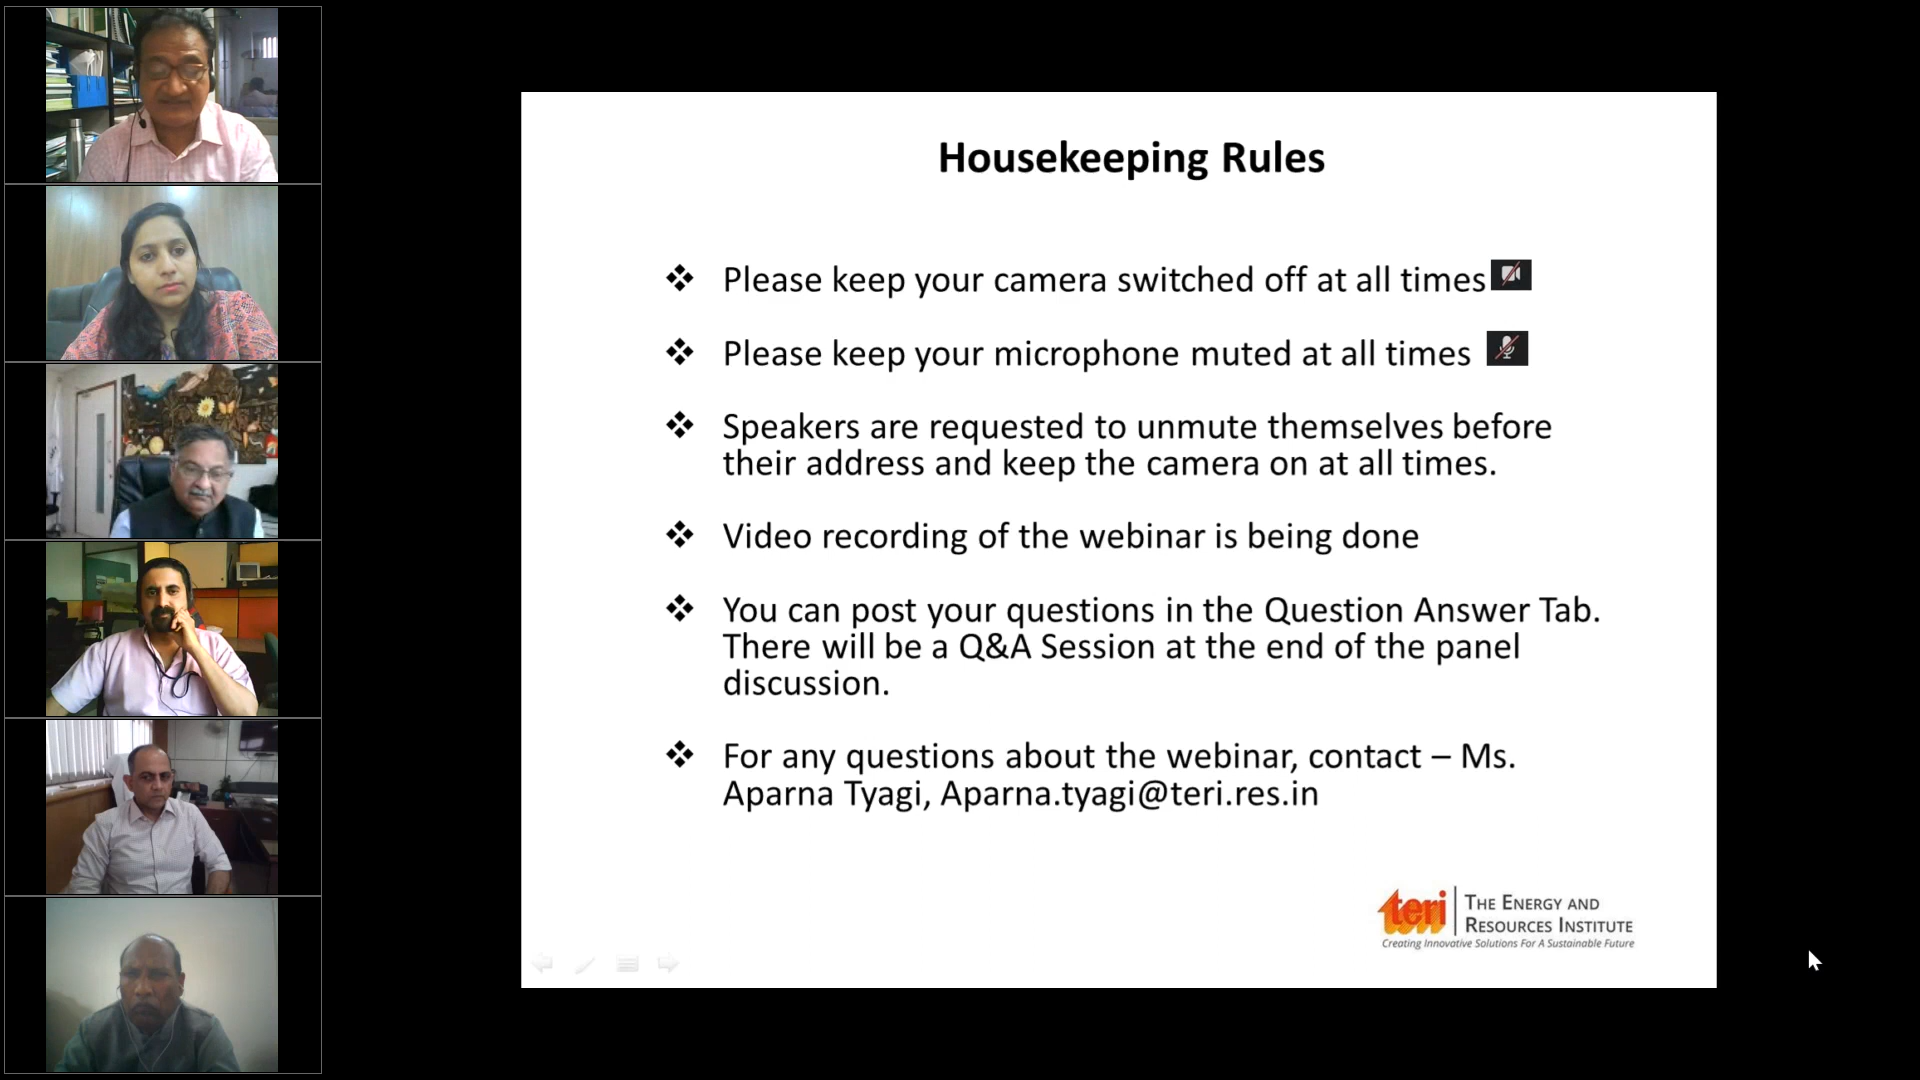 Housekeeping Rules
❖ Please keep your camera switched off at all times
❖ Please keep your microphone muted at all times
❖ Speakers are requested to unmute themselves before
their address and keep the camera on at all times.
❖ Video recording of the webinar is being done
❖ You can post your questions in the Question Answer Tab.
There will be a Q&A Session at the end of the panel
discussion.
❖ For any questions about the webinar, contact – Ms.
Aparna Tyagi, Aparna.tyagi@teri.res.in
teri
THE ENERGY AND
RESOURCES INSTITUTE
Creating Innovative Solutions For A Sustainable Future